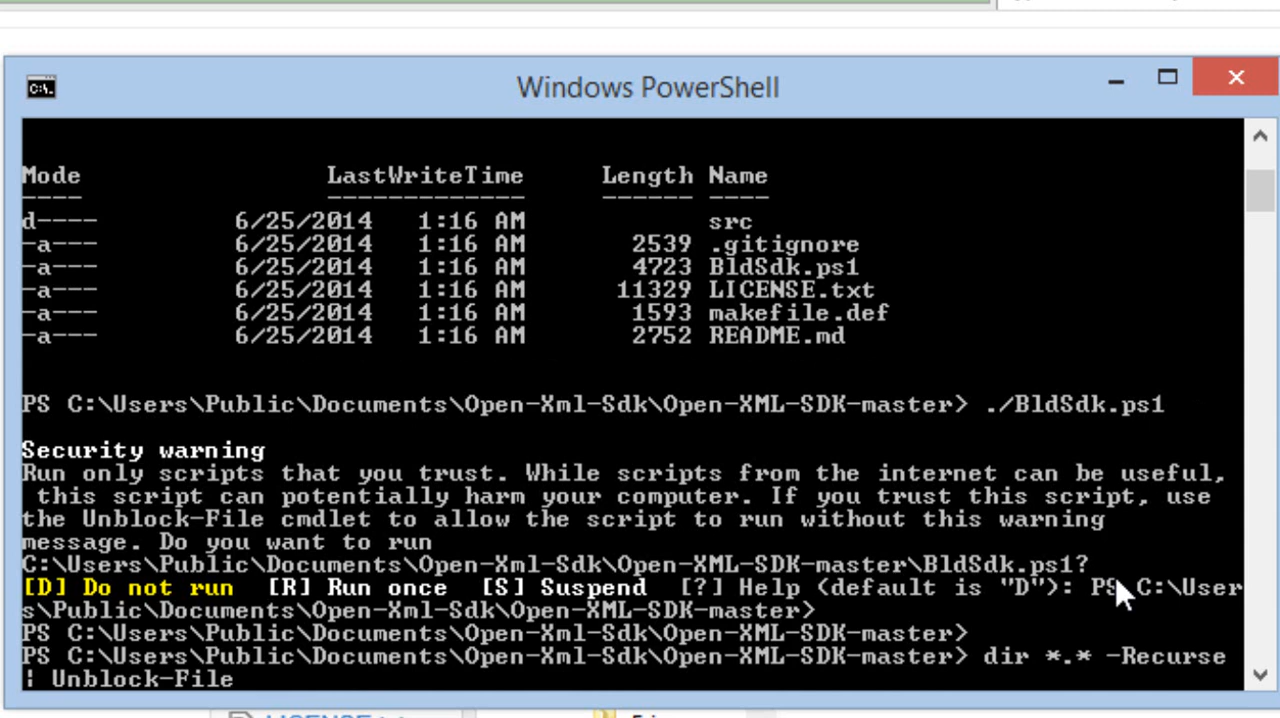 Windows PowerShell
Mode LastWriteTime Length Name
---- ------------- ------ ----
d---- 6/25/2014 1:16 AM src
-a--- 6/25/2014 1:16 AM 2539 .gitignore
-a--- 6/25/2014 1:16 AM 4723 BldSdk.ps1
-a--- 6/25/2014 1:16 AM 11329 LICENSE.txt
-a--- 6/25/2014 1:16 AM 1593 makefile.def
-a--- 6/25/2014 1:16 AM 2752 README.md
PS C:\Users\Public\Documents\Open-Xml-Sdk\Open-XML-SDK-master> ./BldSdk.ps1
Security warning
Run only scripts that you trust. While scripts from the internet can be useful,
this script can potentially harm your computer. If you trust this script, use
the Unblock-File cmdlet to allow the script to run without this warning
message. Do you want to run
C:\Users\Public\Documents\Open-Xml-Sdk\Open-XML-SDK-master\BldSdk.ps1?
[D] Do not run [R] Run once [S] Suspend [?] Help (default is "D"): PS C:\User
s\Public\Documents\Open-Xml-Sdk\Open-XML-SDK-master>
PS C:\Users\Public\Documents\Open-Xml-Sdk\Open-XML-SDK-master>
PS C:\Users\Public\Documents\Open-Xml-Sdk\Open-XML-SDK-master> dir *.* -Recurse
| Unblock-File